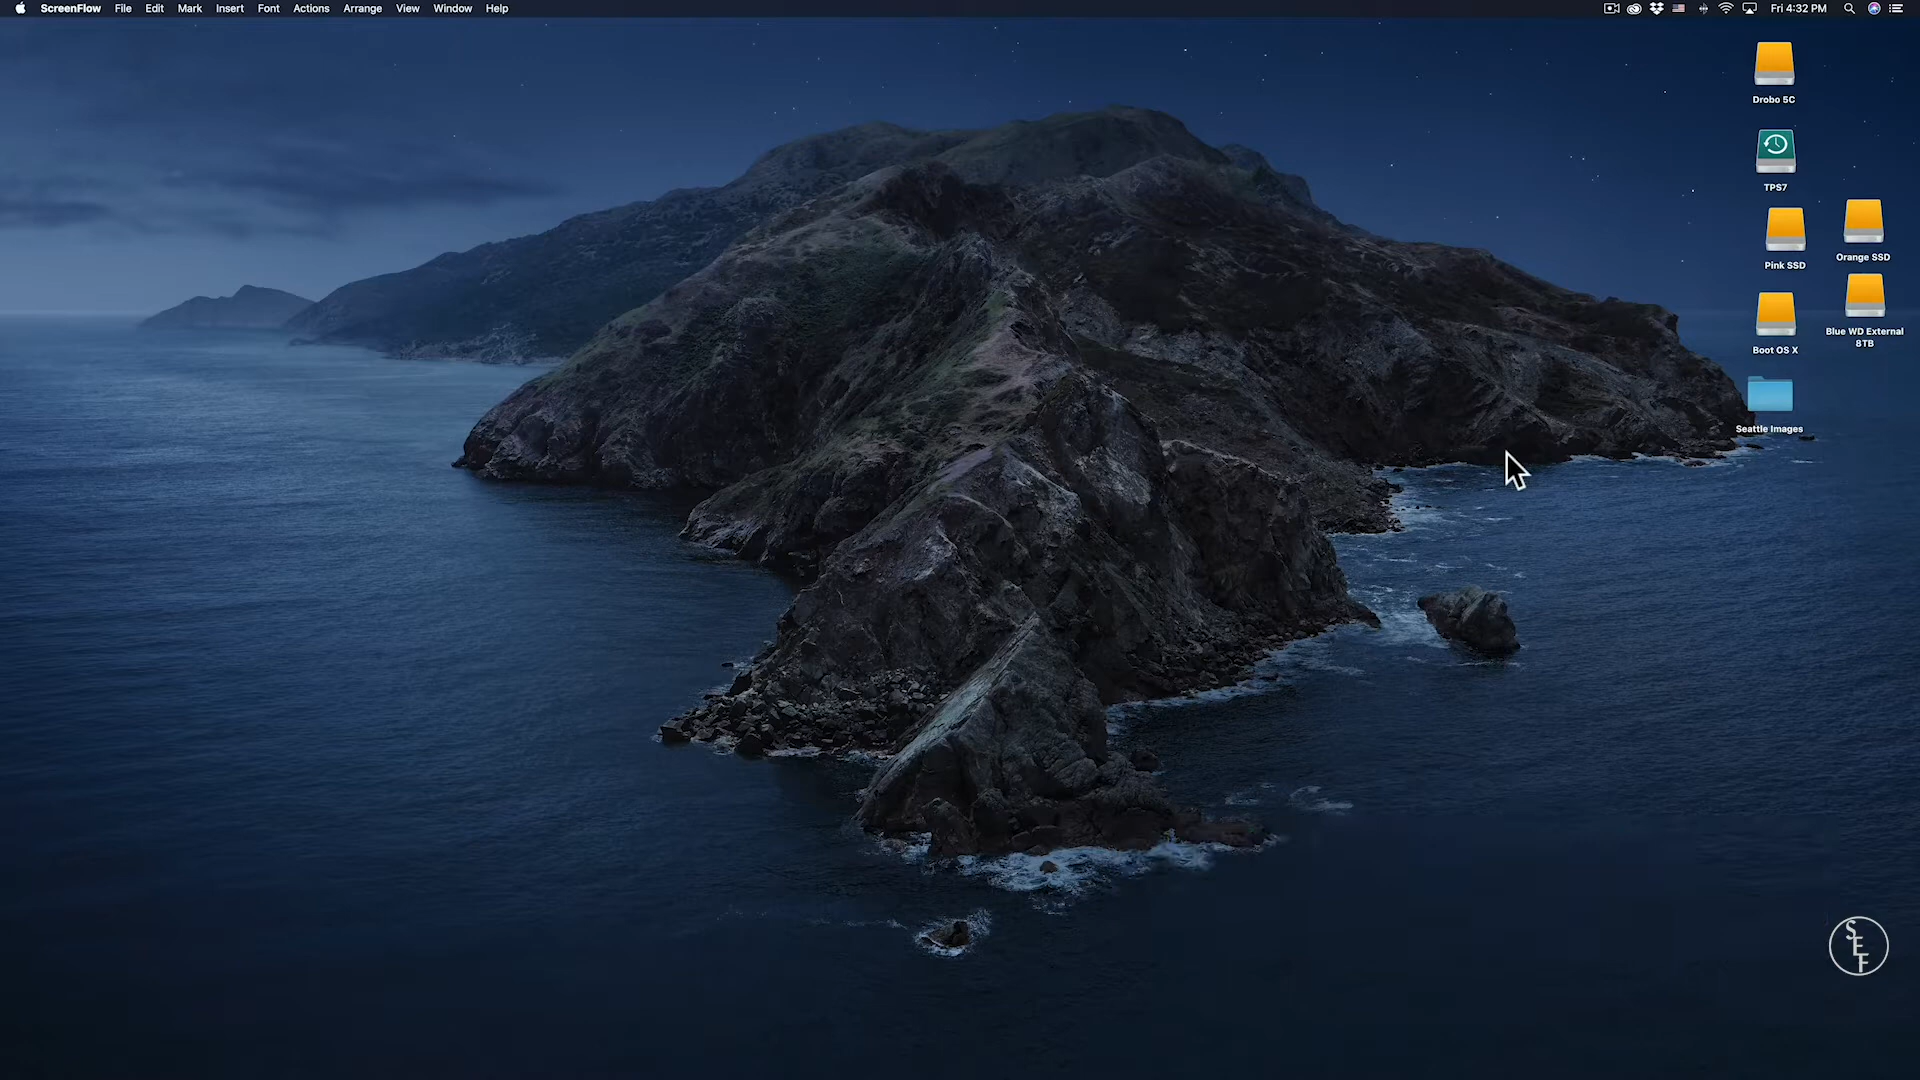 ScreenFlow File Edit Mark Insert Font Actions Arrange View Window Help Fri 4:32 PM
Drobo 5C
TPS7
Pink SSD
Orange SSD
Boot OS X
Blue WD External
8TB
Seattle Images
SEF